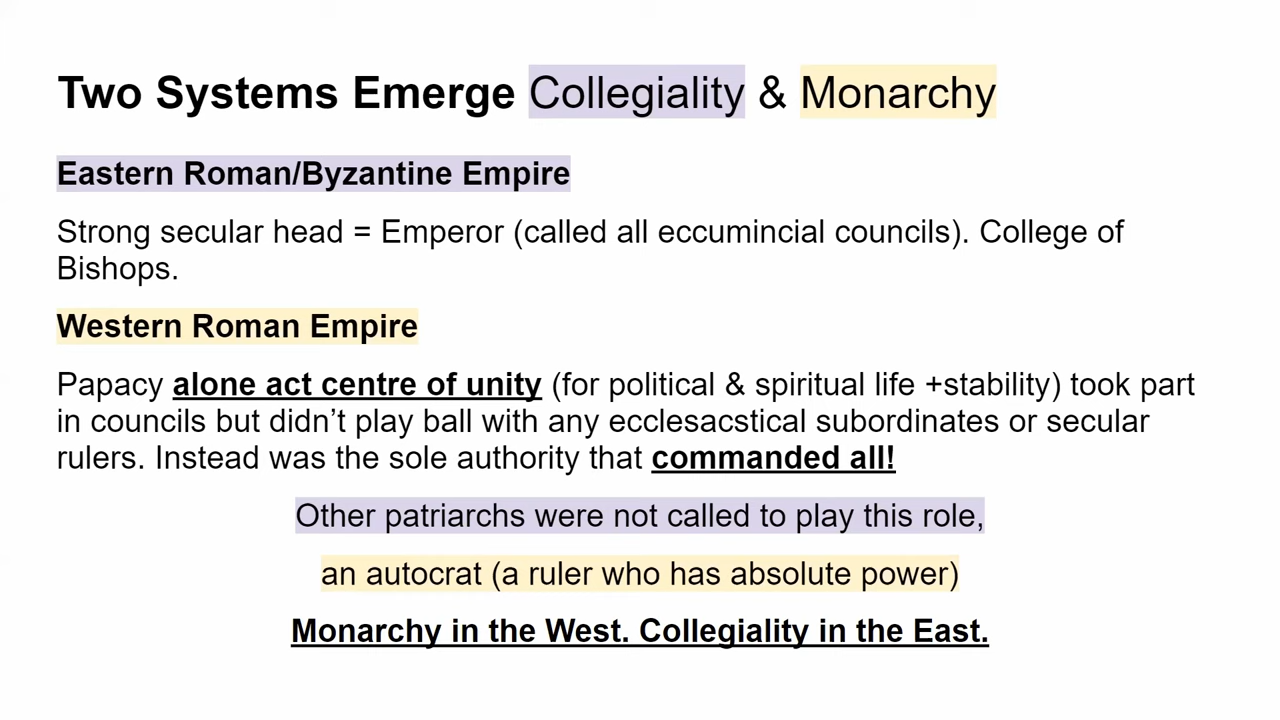 Two Systems Emerge Collegiality & Monarchy
Eastern Roman/Byzantine Empire
Strong secular head = Emperor (called all eccumincial councils). College of
Bishops.
Western Roman Empire
Papacy alone act centre of unity (for political & spiritual life +stability) took part
in councils but didn’t play ball with any ecclesacstical subordinates or secular
rulers. Instead was the sole authority that commanded all!
Other patriarchs were not called to play this role,
an autocrat (a ruler who has absolute power)
Monarchy in the West. Collegiality in the East.